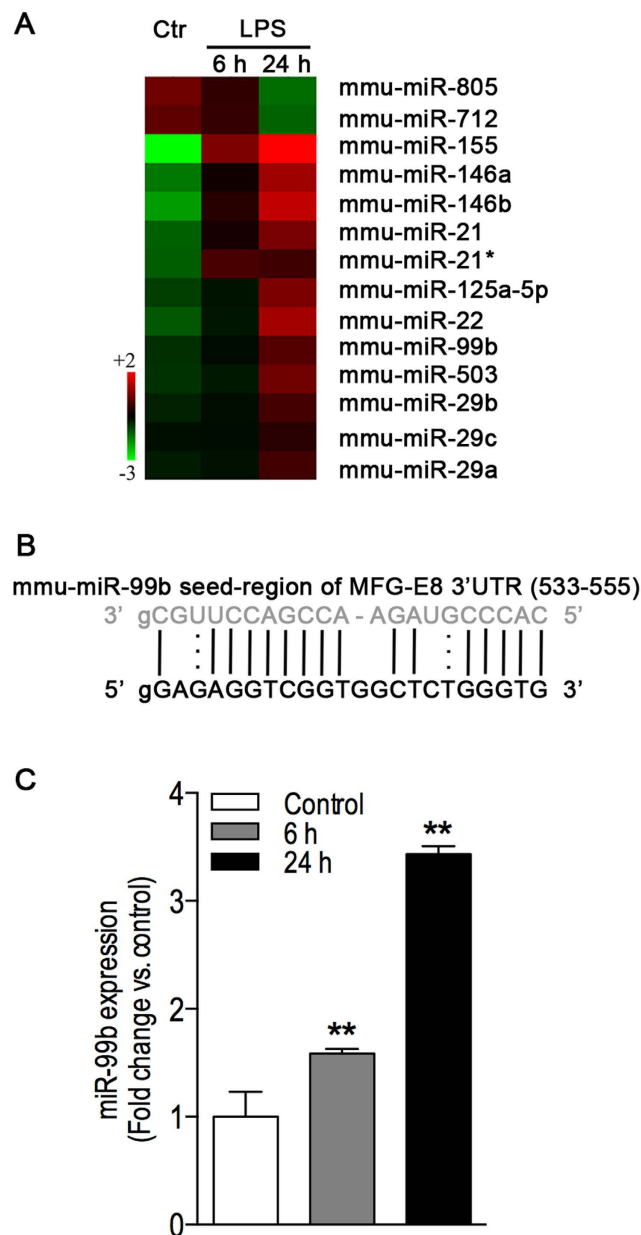 A
Ctr LPS
6 h 24 h
mmu-miR-805
mmu-miR-712
mmu-miR-155
mmu-miR-146a
mmu-miR-146b
mmu-miR-21
mmu-miR-21*
mmu-miR-125a-5p
mmu-miR-22
mmu-miR-99b
mmu-miR-503
mmu-miR-29b
mmu-miR-29c
mmu-miR-29a
+2
-3
B
mmu-miR-99b seed-region of MFG-E8 3'UTR (533-555)
3' gCGUUCCAGCCA-AGAUGCCCAC 5'
5' gGAGAGGTCGGTGGCTCTGGGTG 3'
C
miR-99b expression
(Fold change vs. control)
4
3
2
1
0
Control
6 h
24 h
**
**